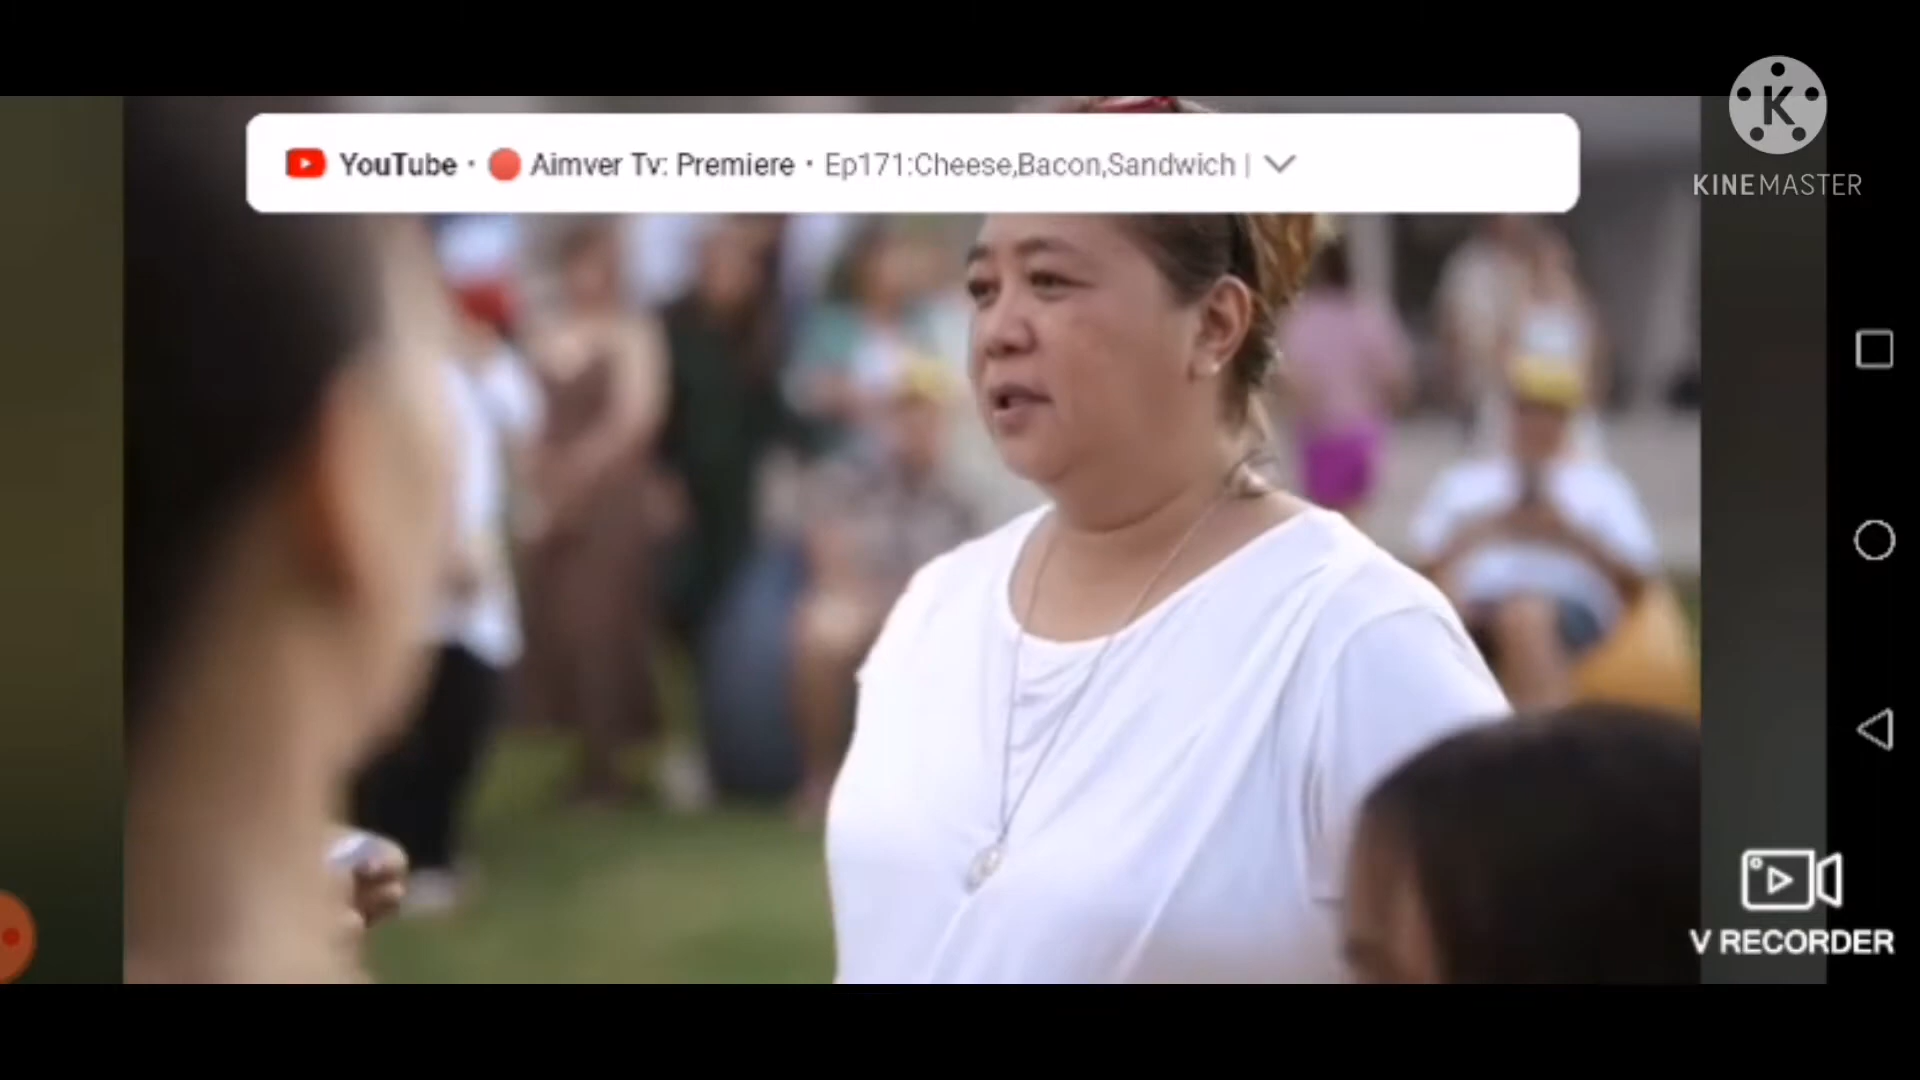 YouTube · Aimver Tv: Premiere · Ep171:Cheese,Bacon,Sandwich |
K
KINEMASTER
V RECORDER